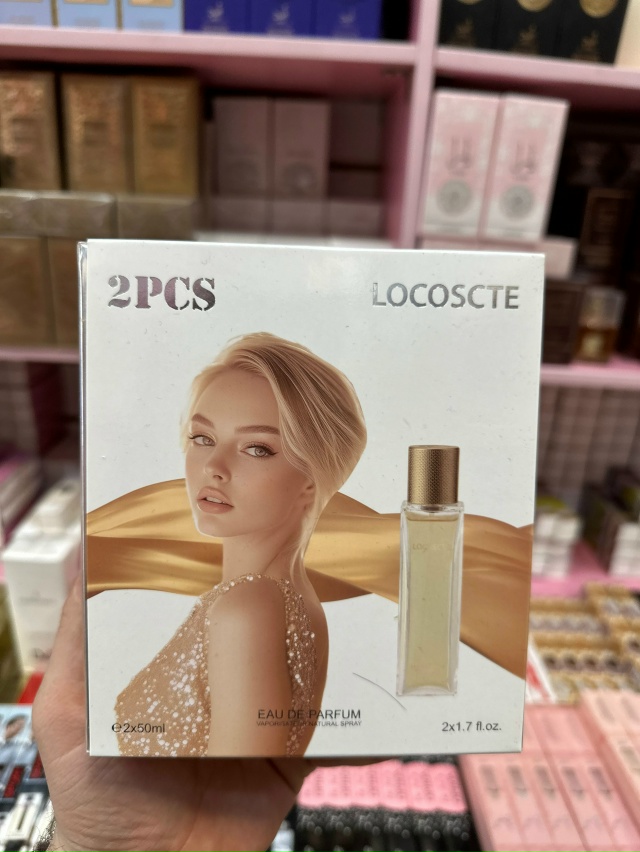 2PCS
LOCOSCTE
EAU DE PARFUM
VAPORISATEUR NATURAL SPRAY
℮2x50ml
2x1.7 fl.oz.